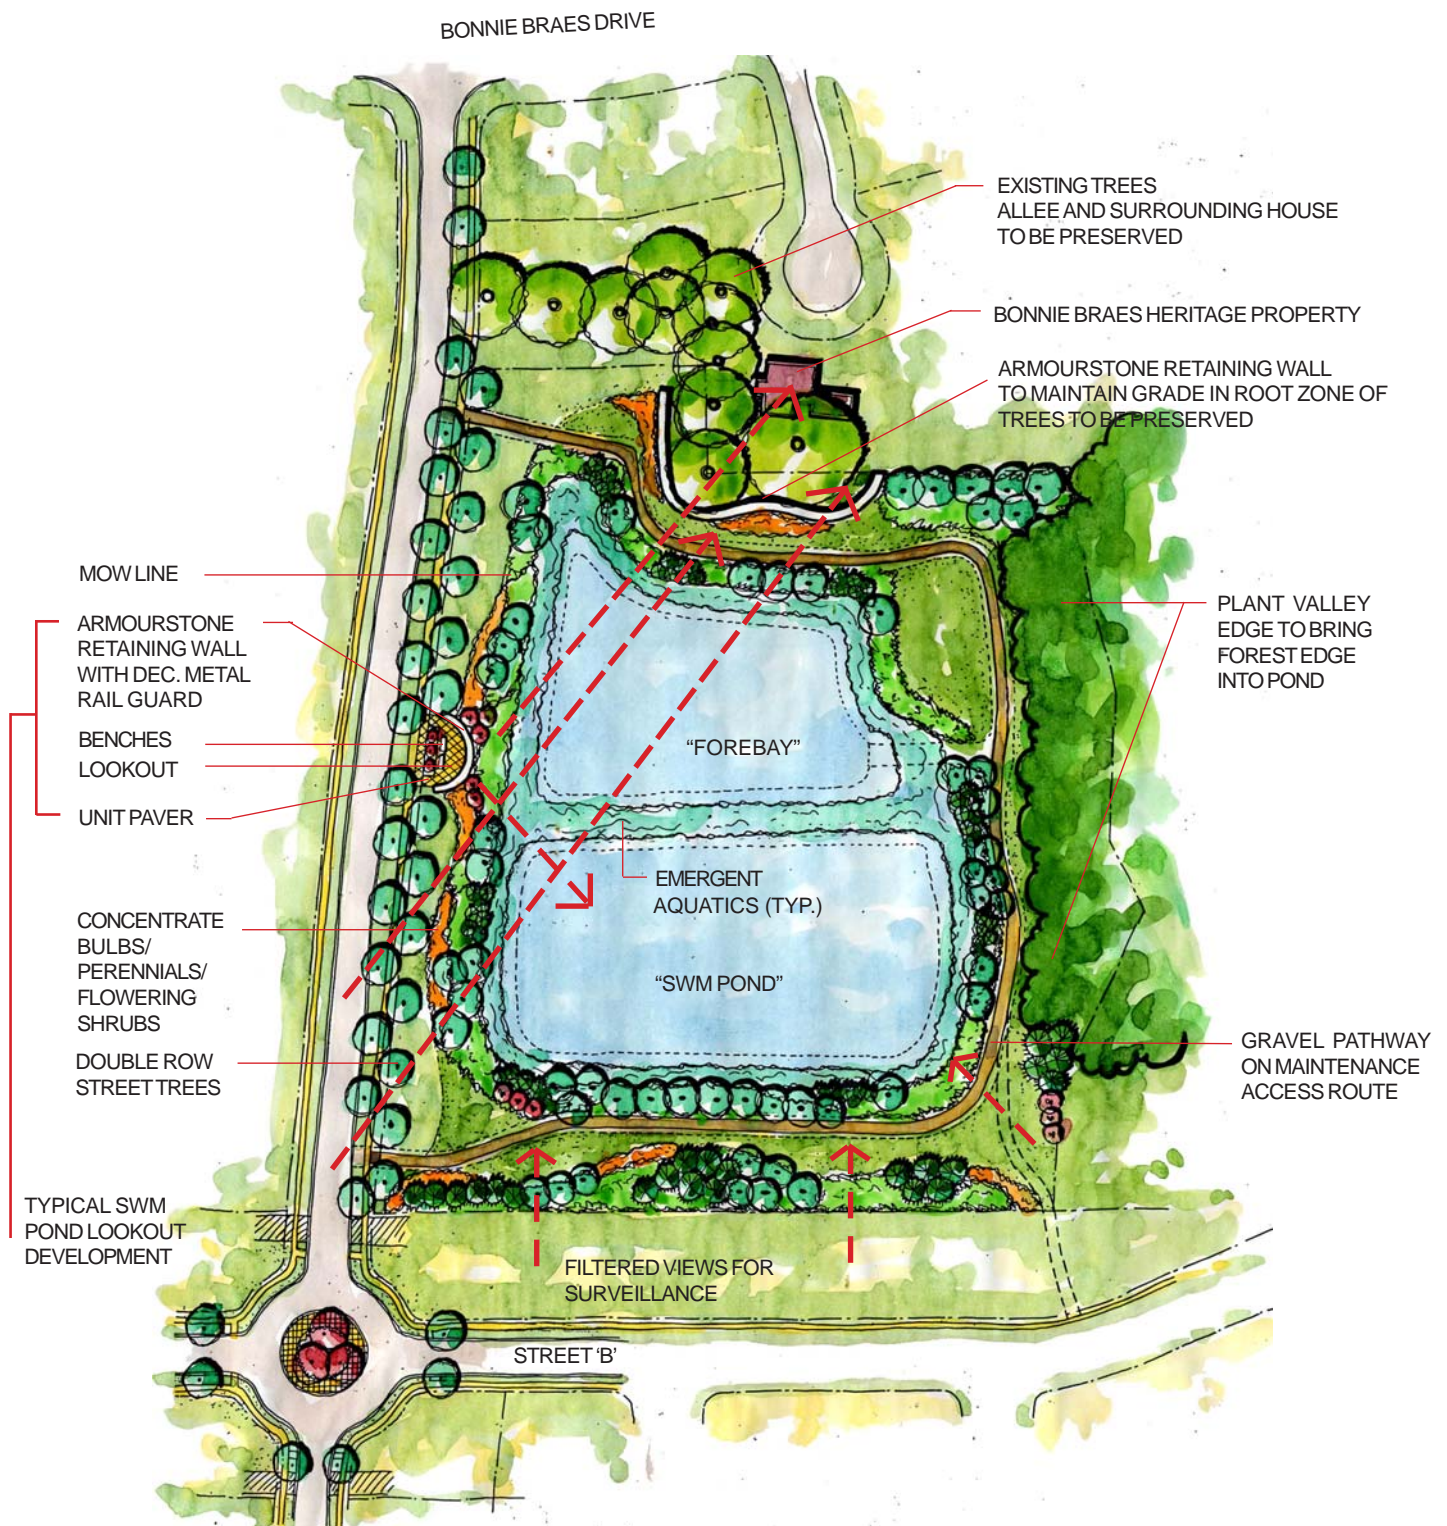 BONNIE BRAES DRIVE
EXISTING TREES
ALLEE AND SURROUNDING HOUSE
TO BE PRESERVED
BONNIE BRAES HERITAGE PROPERTY
ARMOURSTONE RETAINING WALL
TO MAINTAIN GRADE IN ROOT ZONE OF
TREES TO BE PRESERVED
MOW LINE
ARMOURSTONE
RETAINING WALL
WITH DEC. METAL
RAIL GUARD
BENCHES
LOOKOUT
UNIT PAVER
PLANT VALLEY
EDGE TO BRING
FOREST EDGE
INTO POND
“FOREBAY”
EMERGENT
AQUATICS (TYP.)
CONCENTRATE
BULBS/
PERENNIALS/
FLOWERING
SHRUBS
“SWM POND”
DOUBLE ROW
STREET TREES
GRAVEL PATHWAY
ON MAINTENANCE
ACCESS ROUTE
TYPICAL SWM
POND LOOKOUT
DEVELOPMENT
FILTERED VIEWS FOR
SURVEILLANCE
STREET ‘B’